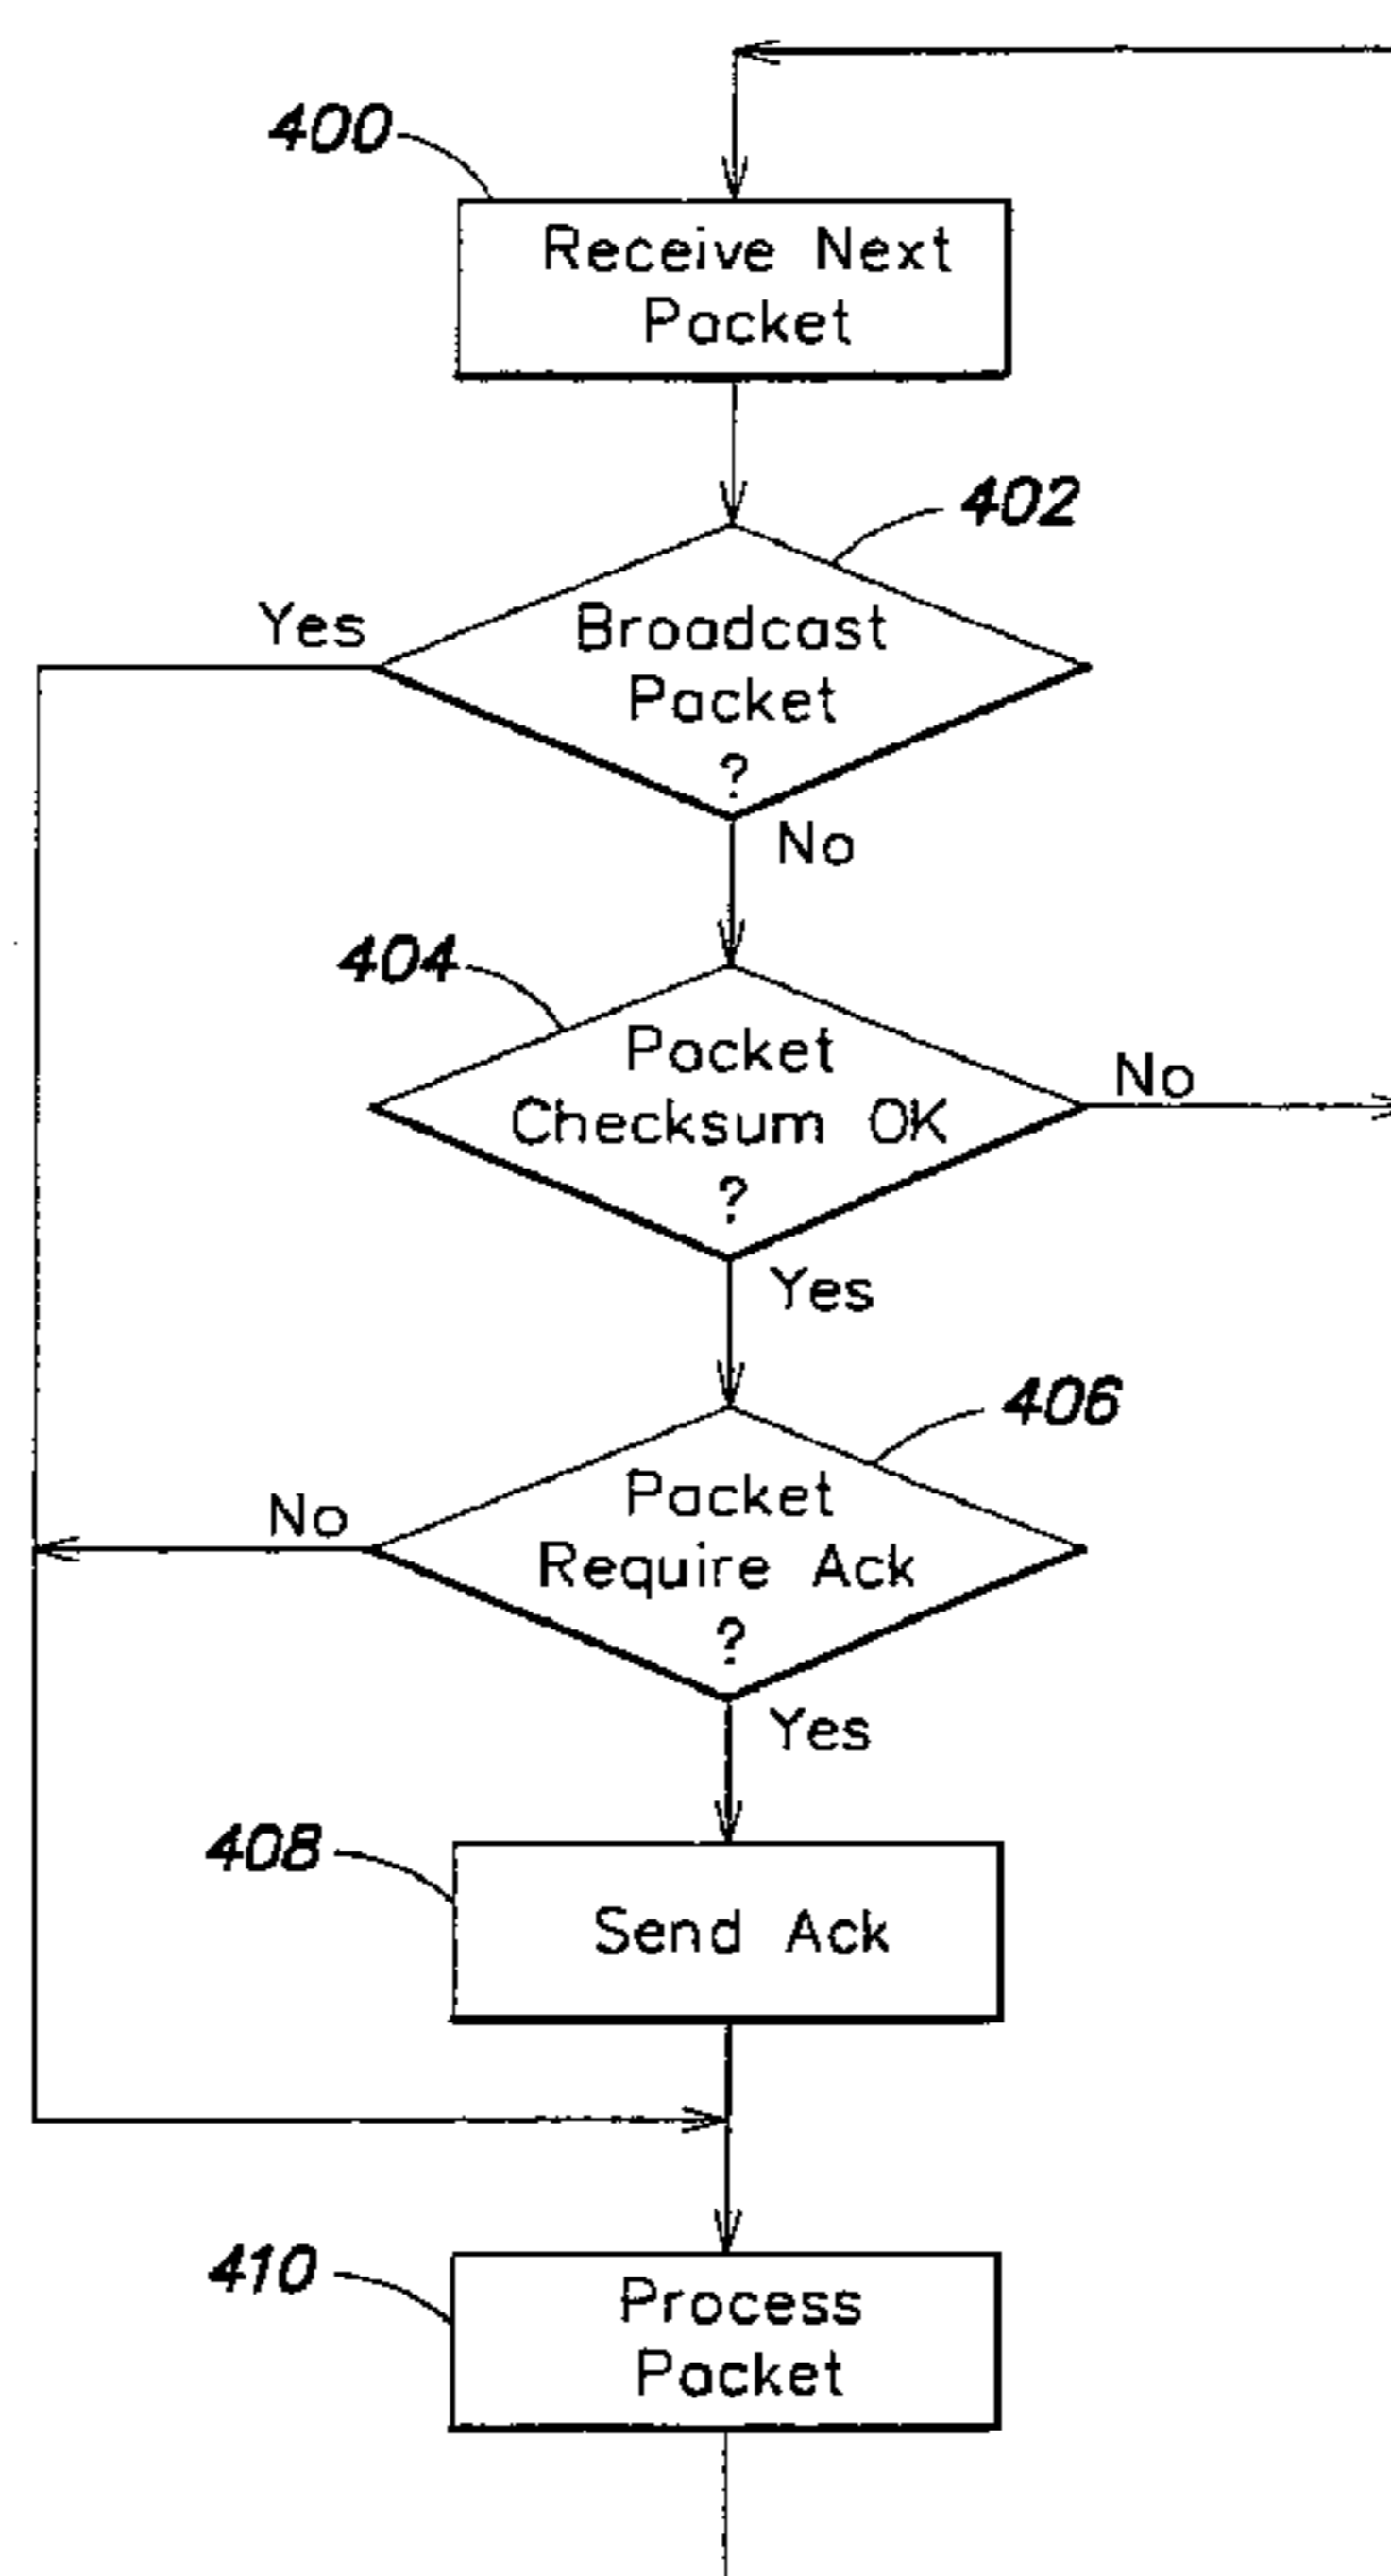 400
Receive Next
Packet
402
Yes
Broadcast
Packet
?
No
404
Packet
Checksum OK
?
No
Yes
406
No
Packet
Require Ack
?
Yes
408
Send Ack
410
Process
Packet